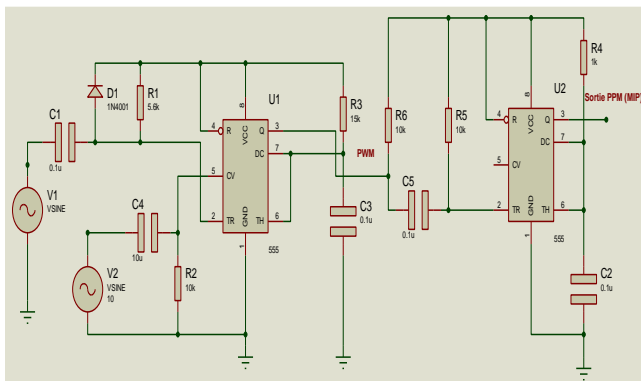 D1
1N4001
R1
5.6k
C1
0.1u
V1
VSINE
C4
10u
V2
VSINE
10
R2
10k
U1
4
R
VCC
8
Q
3
DC
7
5
CV
2
TR
GND
1
TH
6
555
R3
15k
PWM
C3
0.1u
R6
10k
R5
10k
C5
0.1u
R4
1k
U2
Sortie PPM (MIP)
4
R
VCC
8
Q
3
DC
7
5
CV
2
TR
GND
1
TH
6
555
C2
0.1u